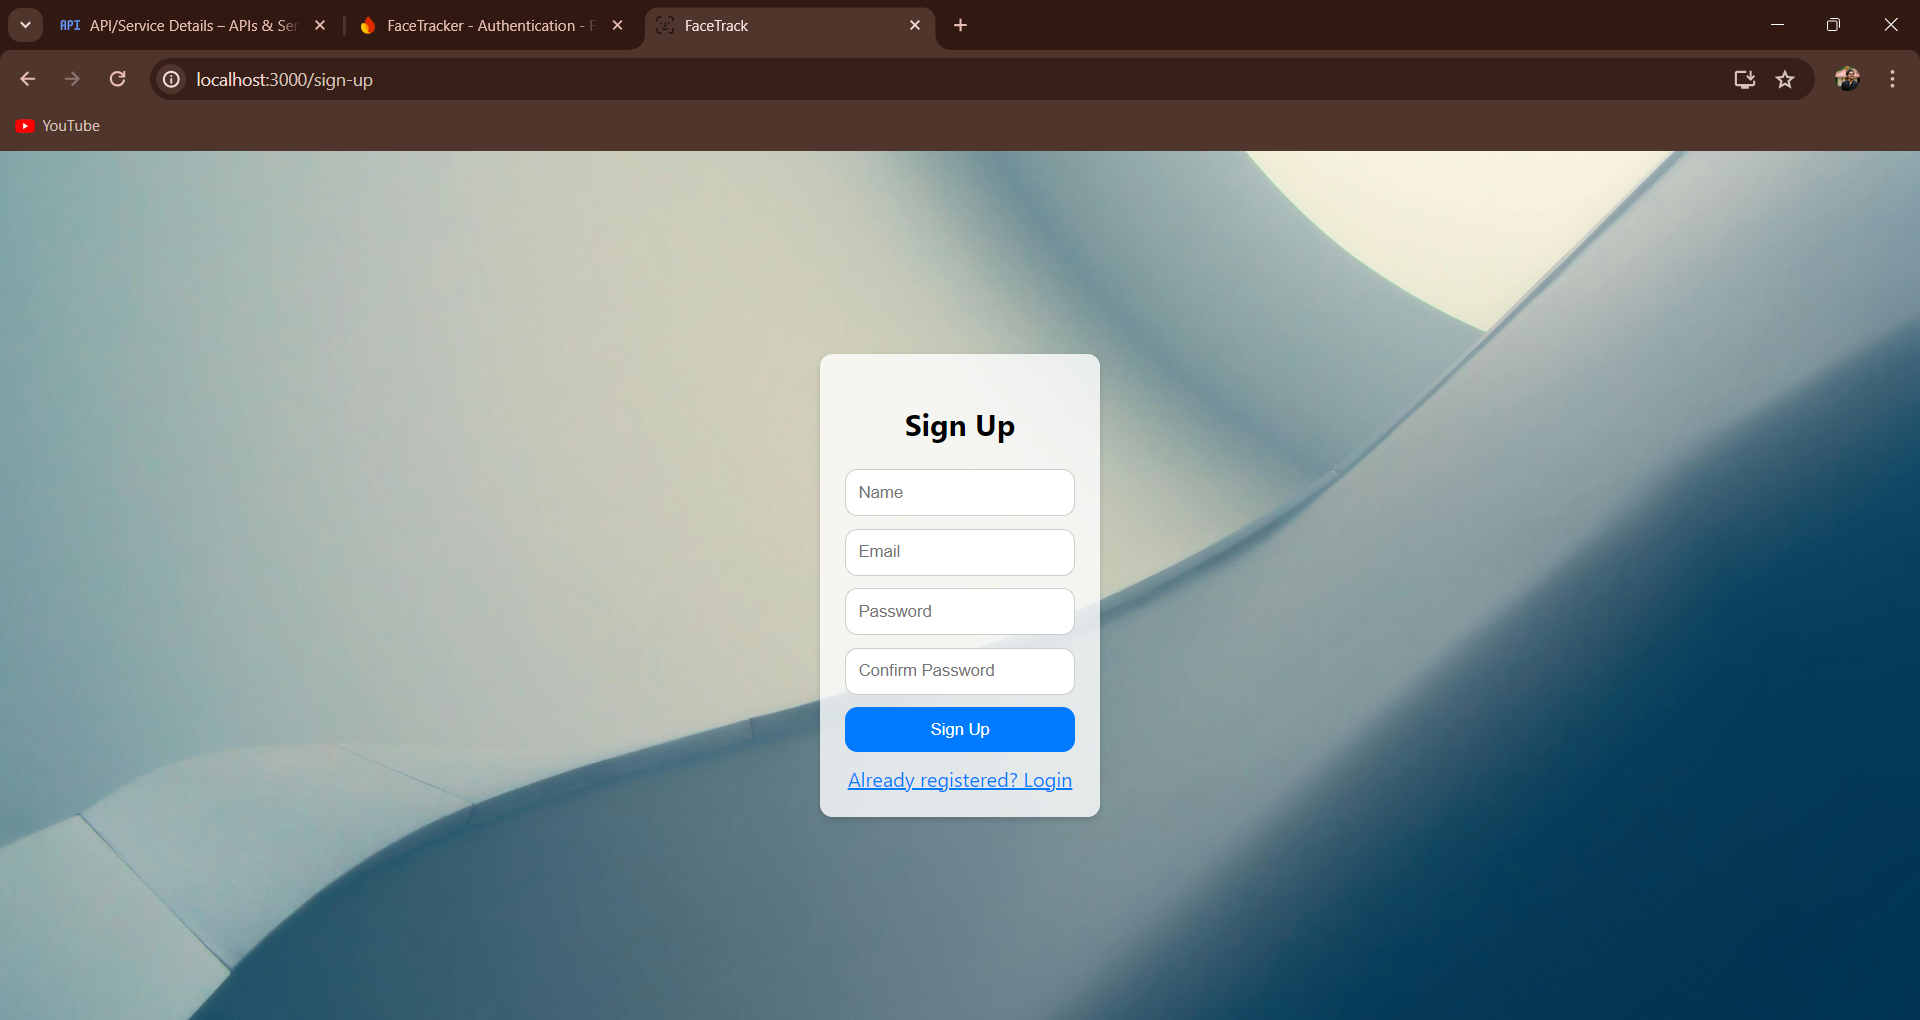 API API/Service Details – APIs & Ser
FaceTracker - Authentication - F
FaceTrack
localhost:3000/sign-up
YouTube
Sign Up
Name
Email
Password
Confirm Password
Sign Up
Already registered? Login